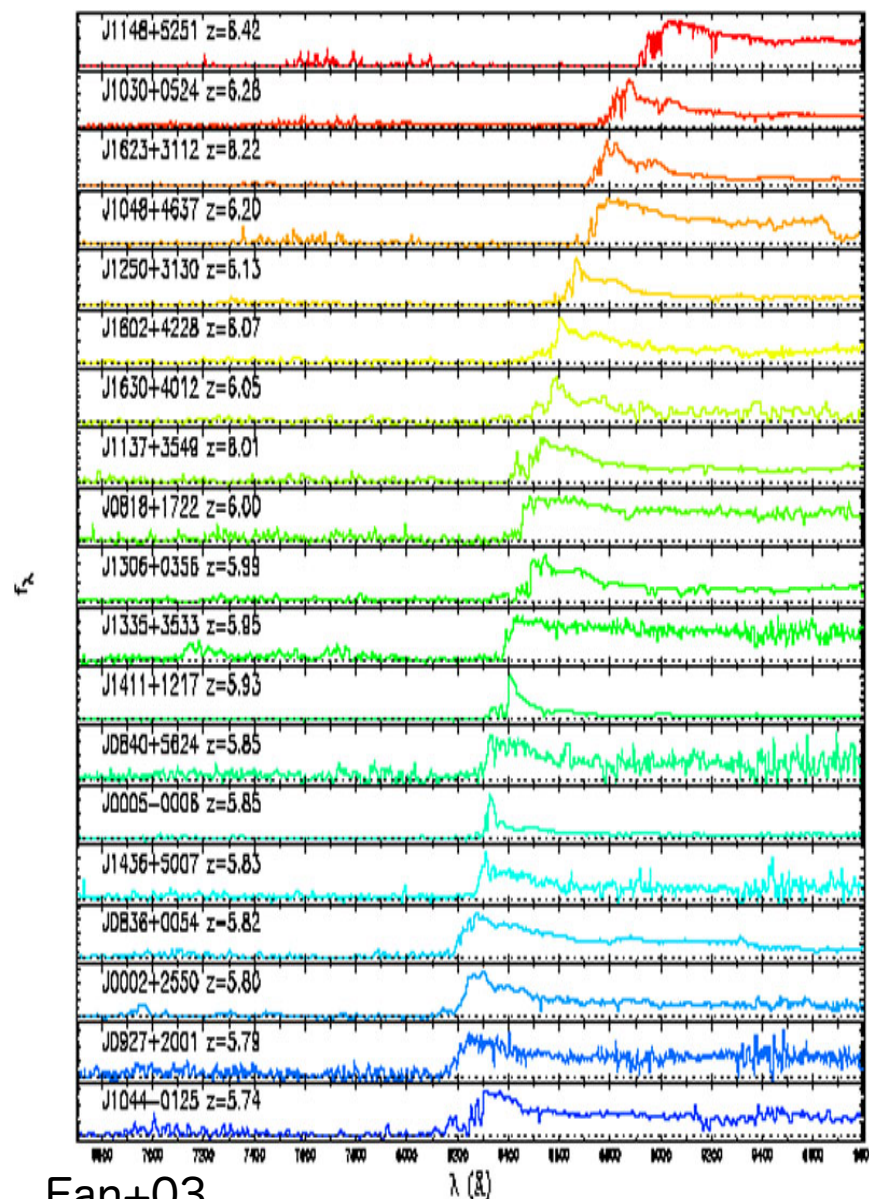 J1148+5251 z=6.42
J1030+0524 z=6.28
J1623+3112 z=6.22
J1048+4637 z=6.20
J1250+3130 z=6.13
J1602+4228 z=6.07
J1630+4012 z=6.05
J1137+3549 z=6.01
J0818+1722 z=6.00
J1306+0356 z=5.99
J1335+3533 z=5.95
J1411+1217 z=5.93
J0840+5624 z=5.85
J0005-0006 z=5.85
J1436+5007 z=5.83
J0836+0054 z=5.82
J0002+2550 z=5.80
J0927+2001 z=5.79
J1044-0125 z=5.74
fλ
λ (Å)
Fan+03